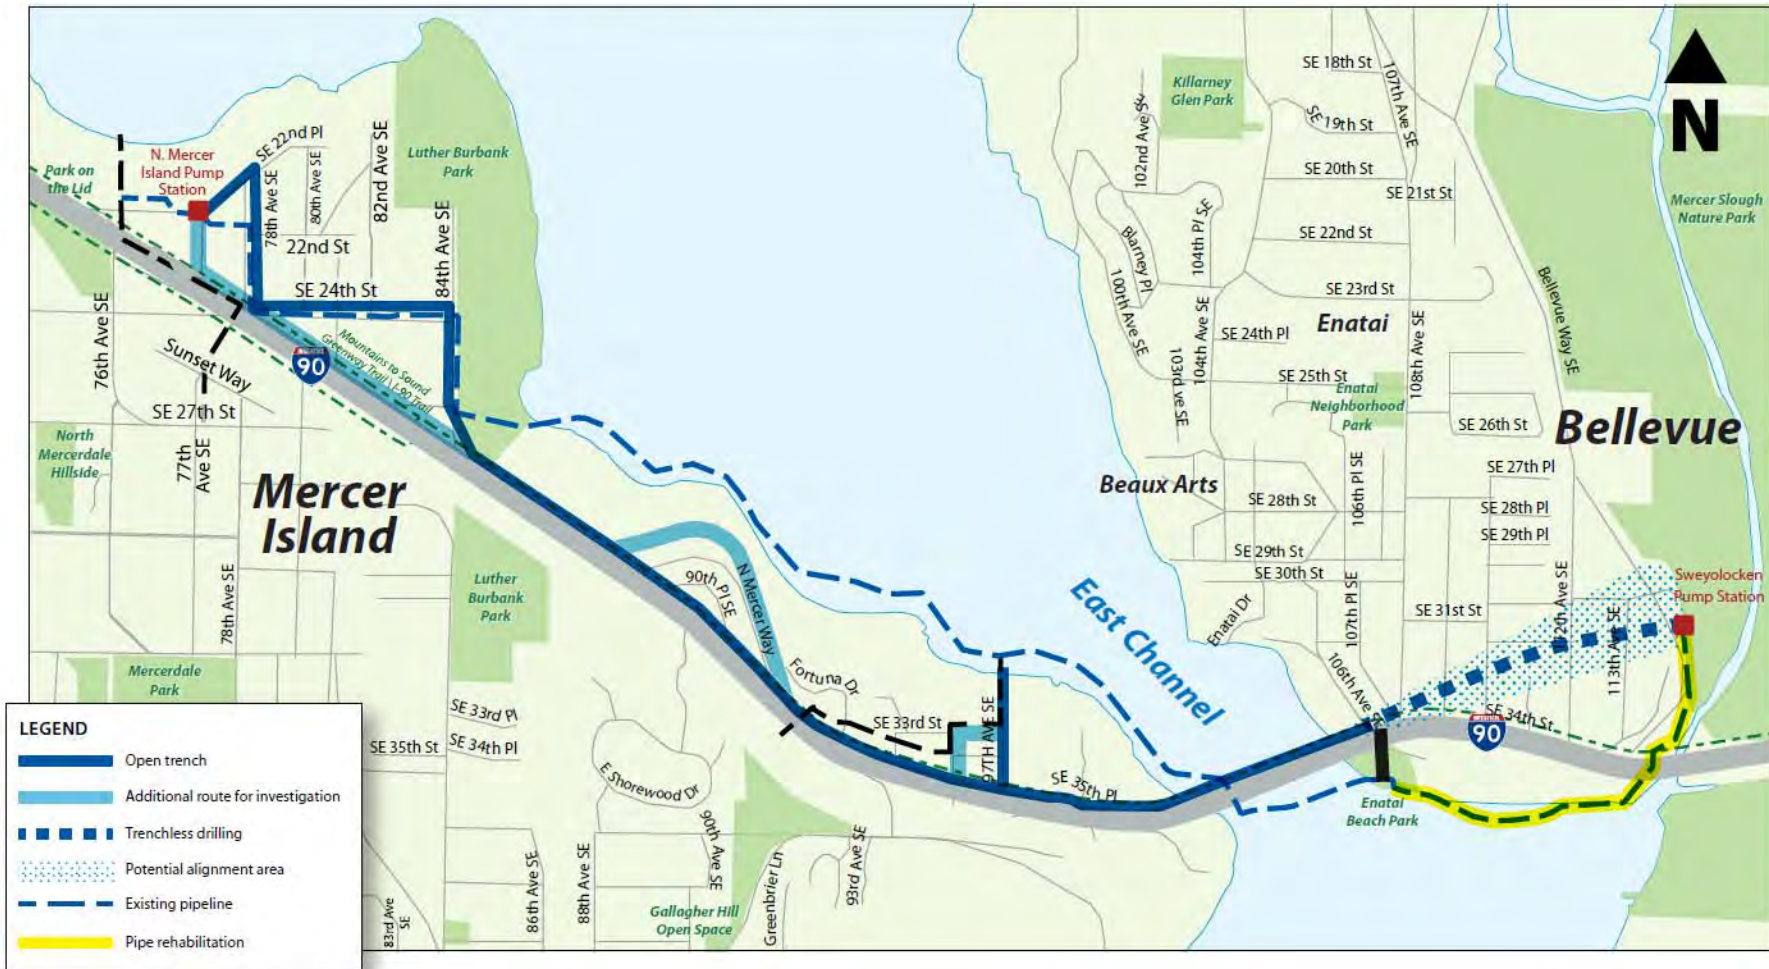 SE 18th St
107th Ave SE
N
Killarney
Glen Park
102nd Ave SE
SE 19th St
SE 22nd Pl
N. Mercer
Island Pump
Station
Park on
the Lid
78th Ave SE
80th Ave SE
82nd Ave SE
Luther Burbank
Park
84th Ave SE
22nd St
SE 24th St
SE 20th St
SE 21st St
Mercer Slough
Nature Park
Blarney Pl
104th Pl SE
SE 22nd St
100th Ave SE
SE 23rd St
Bellevue Way SE
Enatai
76th Ave SE
Sunset Way
90
Mountains to Sound
Greenway Trail \ I-90 Trail
SE 27th St
77th
Ave SE
North
Mercerdale
Hillside
Mercer
Island
104th Ave SE
SE 24th Pl
103rd ve SE
SE 25th St
108th Ave SE
Enatai
Neighborhood
Park
SE 26th St
Bellevue
Beaux Arts
SE 28th St
106th Pl SE
SE 27th Pl
SE 28th Pl
SE 29th Pl
SE 29th St
SE 30th St
78th Ave SE
Luther
Burbank
Park
90th Pl SE
N Mercer Way
East Channel
Enatai Dr
107th Pl SE
SE 31st St
112th Ave SE
113th Ave SE
Sweyolocken
Pump Station
Mercerdale
Park
Fortuna Dr
SE 33rd Pl
SE 35th St
SE 34th Pl
SE 33rd St
97TH AVE SE
106th Ave SE
SE 34th St
90
E Shorewood Dr
SE 35th Pl
Enatai
Beach Park
83rd Ave
SE
86th Ave SE
88th Ave SE
90th Ave SE
Greenbrier Ln
93rd Ave SE
Gallagher Hill
Open Space
LEGEND
Open trench
Additional route for investigation
Trenchless drilling
Potential alignment area
Existing pipeline
Pipe rehabilitation